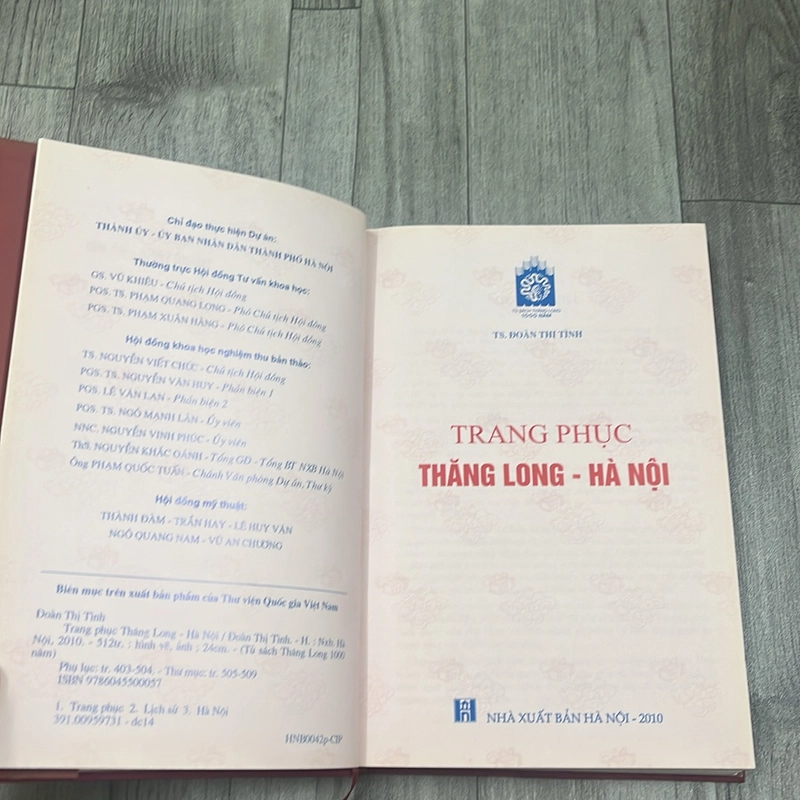 Chỉ đạo thực hiện Dự án:
THÀNH ỦY - ỦY BAN NHÂN DÂN THÀNH PHỐ HÀ NỘI
Thường trực Hội đồng Tư vấn khoa học:
GS. VŨ KHIÊU - Chủ tịch Hội đồng
PGS. TS. PHẠM QUANG LONG - Phó Chủ tịch Hội đồng
PGS. TS. PHẠM XUÂN HẰNG - Phó Chủ tịch Hội đồng
Hội đồng khoa học nghiệm thu bản thảo:
TS. NGUYỄN VIẾT CHỨC - Chủ tịch Hội đồng
PGS. TS. NGUYỄN VĂN HUY - Phản biện 1
PGS. LÊ VĂN LAN - Phản biện 2
PGS. TS. NGÔ MẠNH LÂN - Ủy viên
NNC. NGUYỄN VINH PHÚC - Ủy viên
ThS. NGUYỄN KHẮC OÁNH - Tổng GĐ - Tổng BT NXB Hà Nội
Ông PHẠM QUỐC TUẤN - Chánh Văn phòng Dự án, Thư ký
Hội đồng mỹ thuật:
THÀNH ĐÀM - TRẦN HAY - LÊ HUY VĂN
NGÔ QUANG NAM - VŨ AN CHƯƠNG
Biên mục trên xuất bản phẩm của Thư viện Quốc gia Việt Nam
Đoàn Thị Tình
Trang phục Thăng Long - Hà Nội / Đoàn Thị Tình. - H. : Nxb. Hà
Nội, 2010. - 512tr. : hình vẽ, ảnh ; 24cm. - (Tủ sách Thăng Long 1000
năm)
Phụ lục: tr. 403-504. - Thư mục: tr. 505-509
ISBN 9786045500057
1. Trang phục 2. Lịch sử 3. Hà Nội
391.00959731 - dc14
HNB0042p-CIP
TỦ SÁCH THĂNG LONG
1000 NĂM
TS. ĐOÀN THỊ TÌNH
TRANG PHỤC
THĂNG LONG - HÀ NỘI
NHÀ XUẤT BẢN HÀ NỘI - 2010